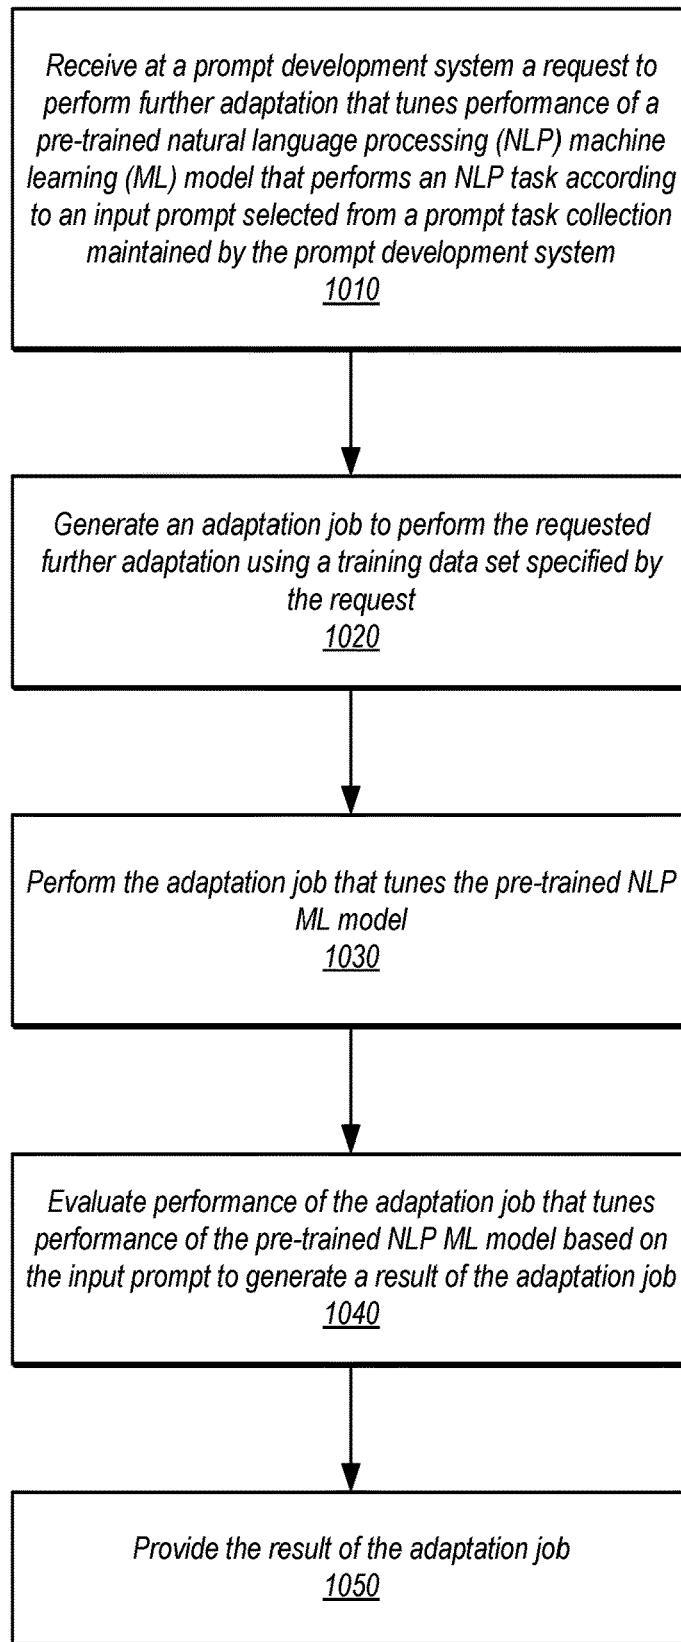 Receive at a prompt development system a request to
perform further adaptation that tunes performance of a
pre-trained natural language processing (NLP) machine
learning (ML) model that performs an NLP task according
to an input prompt selected from a prompt task collection
maintained by the prompt development system
1010
Generate an adaptation job to perform the requested
further adaptation using a training data set specified by
the request
1020
Perform the adaptation job that tunes the pre-trained NLP
ML model
1030
Evaluate performance of the adaptation job that tunes
performance of the pre-trained NLP ML model based on
the input prompt to generate a result of the adaptation job
1040
Provide the result of the adaptation job
1050